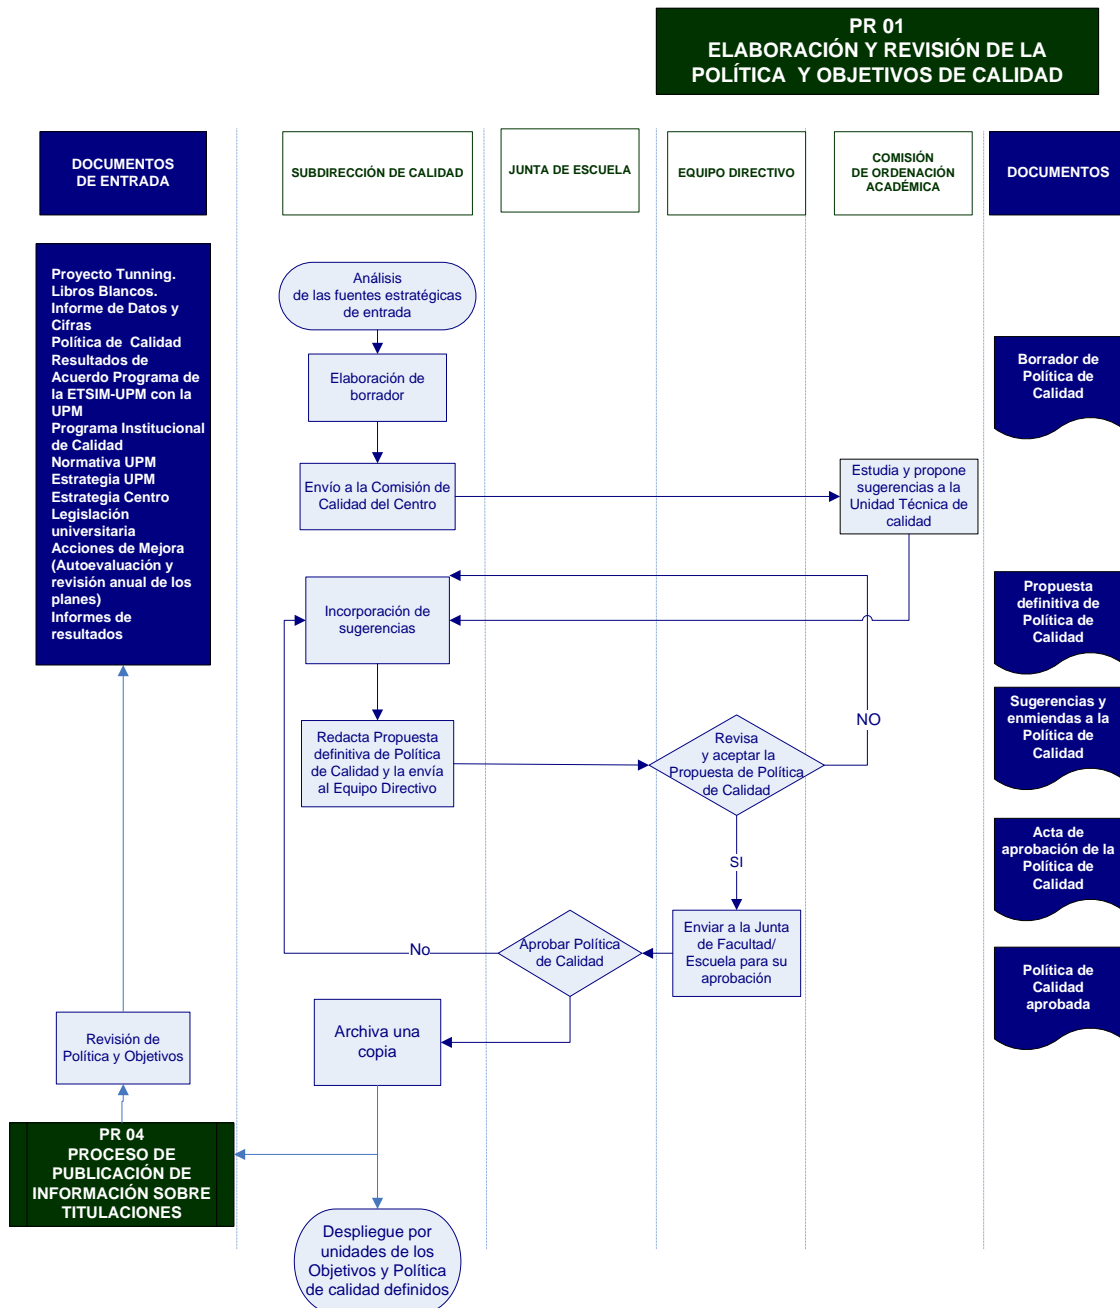 PR 01
ELABORACIÓN Y REVISIÓN DE LA
POLÍTICA Y OBJETIVOS DE CALIDAD
DOCUMENTOS
DE ENTRADA
SUBDIRECCIÓN DE CALIDAD
JUNTA DE ESCUELA
EQUIPO DIRECTIVO
COMISIÓN
DE ORDENACIÓN
ACADÉMICA
DOCUMENTOS
Proyecto Tunning.
Libros Blancos.
Informe de Datos y
Cifras
Política de Calidad
Resultados de
Acuerdo Programa de
la ETSIM-UPM con la
UPM
Programa Institucional
de Calidad
Normativa UPM
Estrategia UPM
Estrategia Centro
Legislación
universitaria
Acciones de Mejora
(Autoevaluación y
revisión anual de los
planes)
Informes de
resultados
Análisis
de las fuentes estratégicas
de entrada
Elaboración de
borrador
Borrador de
Política de
Calidad
Envío a la Comisión de
Calidad del Centro
Estudia y propone
sugerencias a la
Unidad Técnica de
calidad
Incorporación de
sugerencias
Propuesta
definitiva de
Política de
Calidad
Redacta Propuesta
definitiva de Política
de Calidad y la envía
al Equipo Directivo
Revisa
y aceptar la
Propuesta de Política
de Calidad
NO
Sugerencias y
enmiendas a la
Política de
Calidad
SI
Acta de
aprobación de la
Política de
Calidad
No
Aprobar Política
de Calidad
Enviar a la Junta
de Facultad/
Escuela para su
aprobación
Política de
Calidad
aprobada
Revisión de
Política y Objetivos
Archiva una
copia
PR 04
PROCESO DE
PUBLICACIÓN DE
INFORMACIÓN SOBRE
TITULACIONES
Despliegue por
unidades de los
Objetivos y Política
de calidad definidos